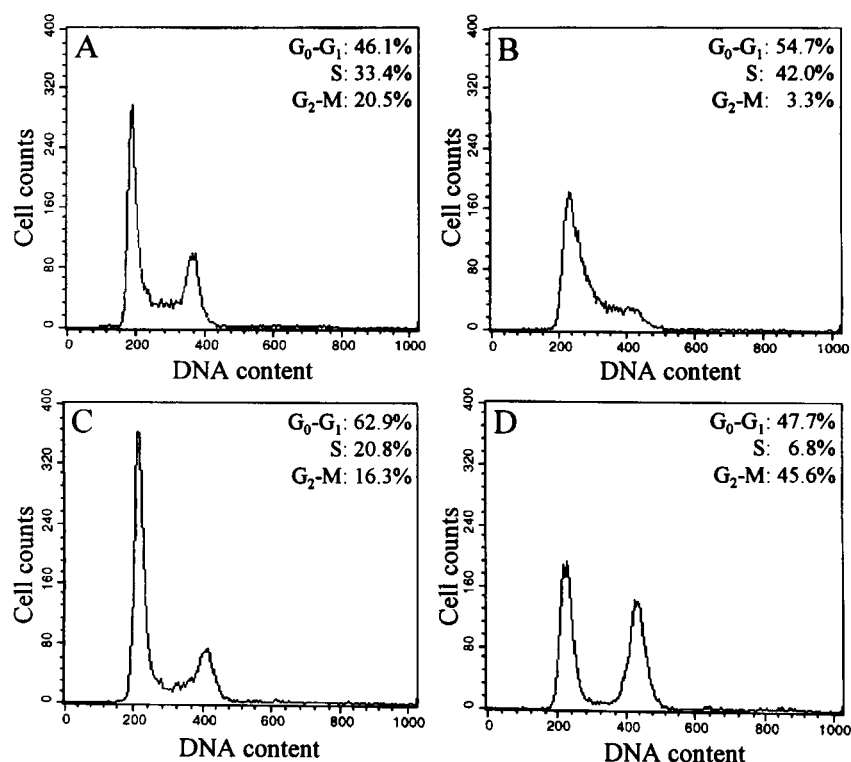 A
G0-G1: 46.1%
S: 33.4%
G2-M: 20.5%
Cell counts
400
320
240
160
80
0
0 200 400 600 800 1000
DNA content
B
G0-G1: 54.7%
S: 42.0%
G2-M: 3.3%
Cell counts
400
320
240
160
80
0
0 200 400 600 800 1000
DNA content
C
G0-G1: 62.9%
S: 20.8%
G2-M: 16.3%
Cell counts
400
320
240
160
80
0
0 200 400 600 800 1000
DNA content
D
G0-G1: 47.7%
S: 6.8%
G2-M: 45.6%
Cell counts
400
320
240
160
80
0
0 200 400 600 800 1000
DNA content